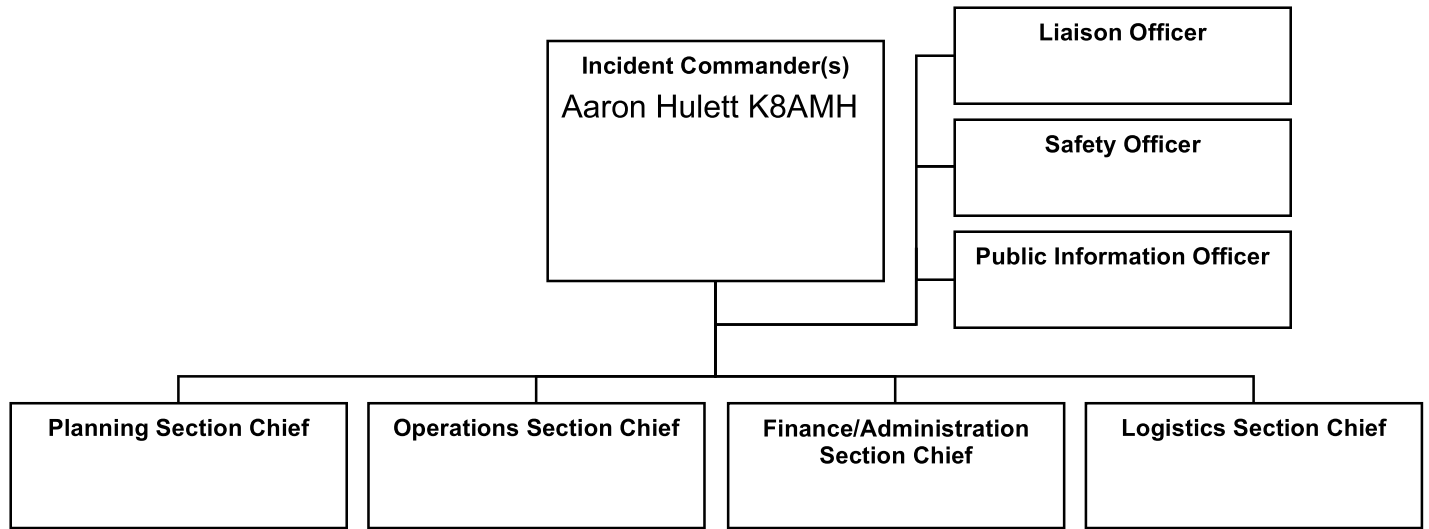 Liaison Officer
Incident Commander(s)
Aaron Hulett K8AMH
Safety Officer
Public Information Officer
Planning Section Chief
Operations Section Chief
Finance/Administration
Section Chief
Logistics Section Chief